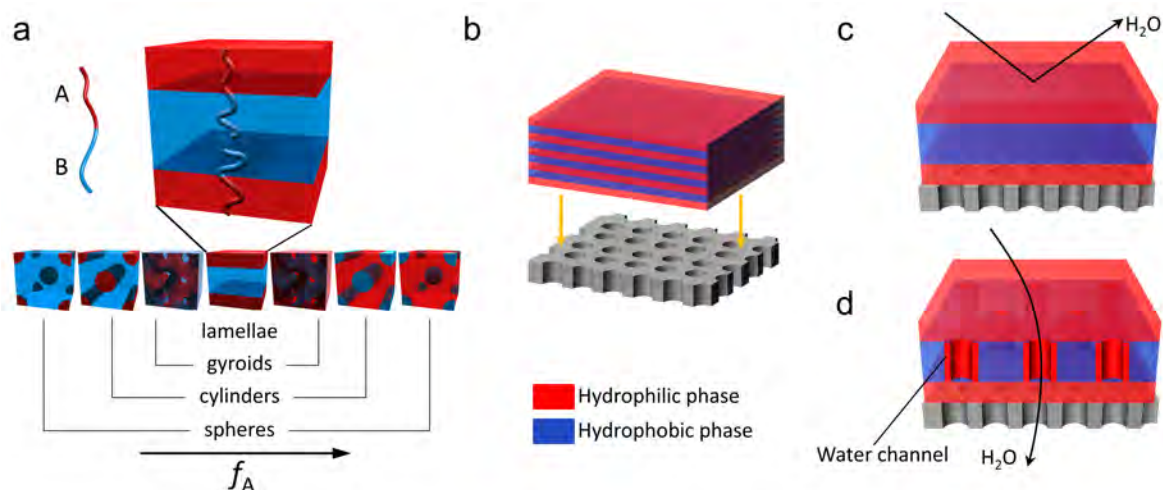 a
A
B
lamellae
gyroids
cylinders
spheres
fA
b
Hydrophilic phase
Hydrophobic phase
c
H₂O
d
Water channel
H₂O